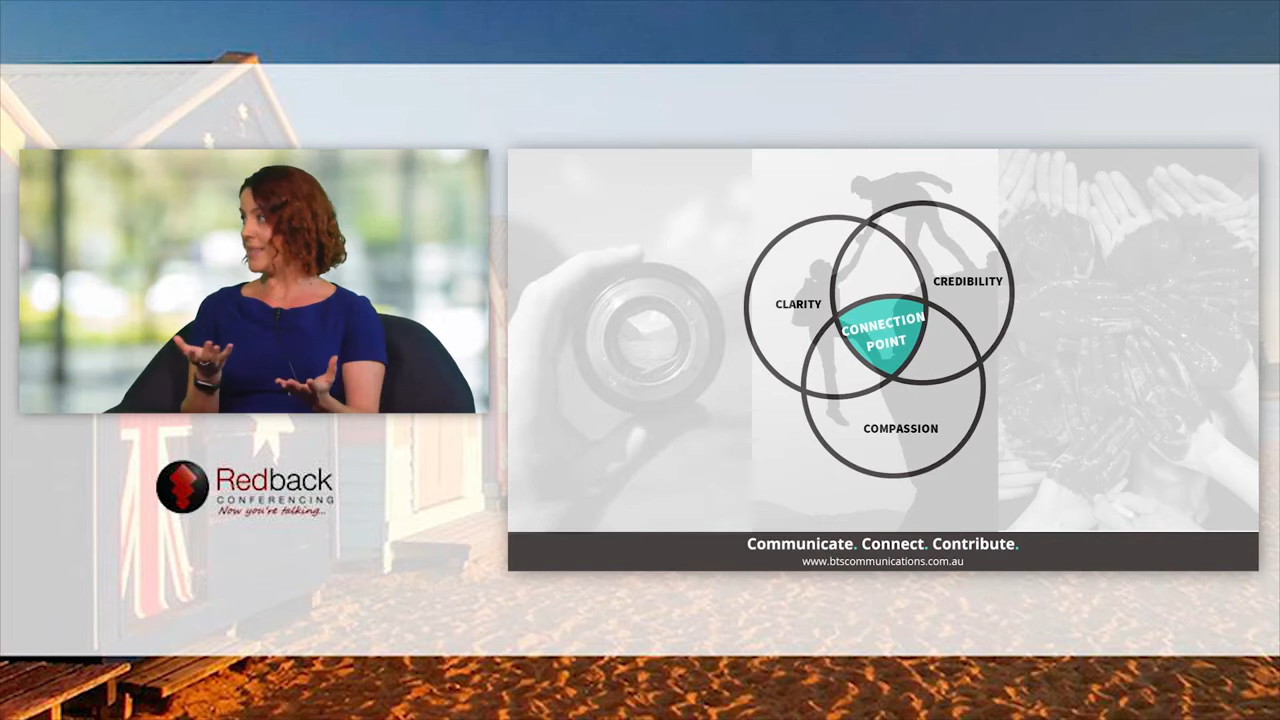 Redback
CONFERENCING
Now you're talking...
CLARITY
CREDIBILITY
CONNECTION
POINT
COMPASSION
Communicate. Connect. Contribute.
www.btscommunications.com.au